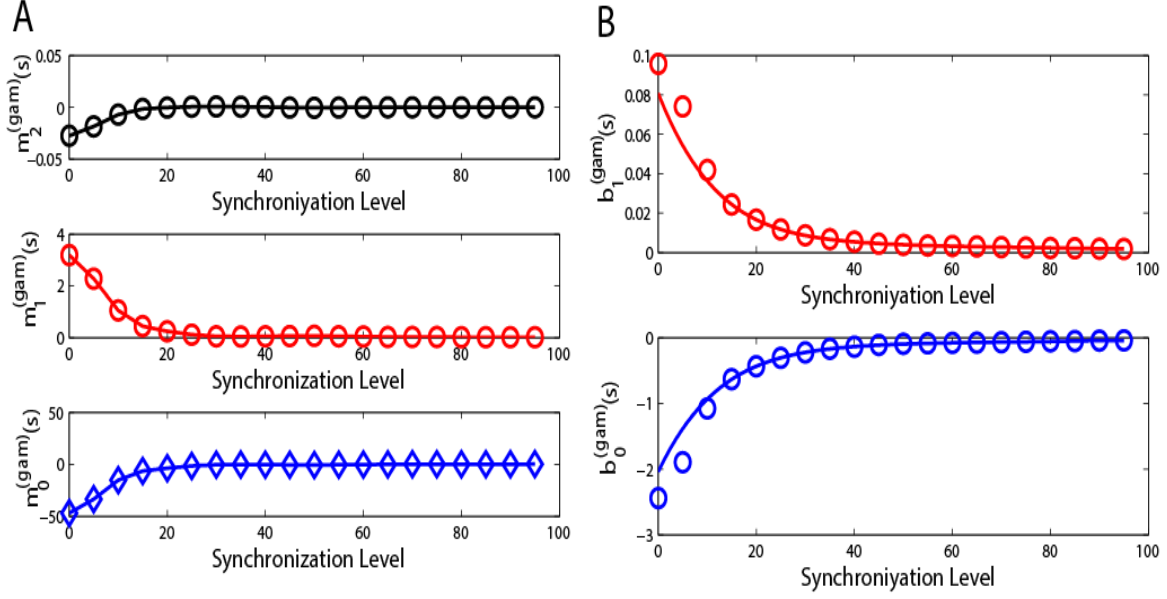 A
0.05
0
−0.05
m₂^(gam)(s)
0 20 40 60 80 100
Synchroniyation Level
4
2
0
m₁^(gam)(s)
0 20 40 60 80 100
Synchronization Level
50
0
−50
m₀^(gam)(s)
0 20 40 60 80 100
Synchronization Level
B
0.1
0.08
0.06
0.04
0.02
0
b₁^(gam)(s)
0 20 40 60 80 100
Synchroniyation Level
0
−1
−2
−3
b₀^(gam)(s)
0 20 40 60 80 100
Synchroniyation Level